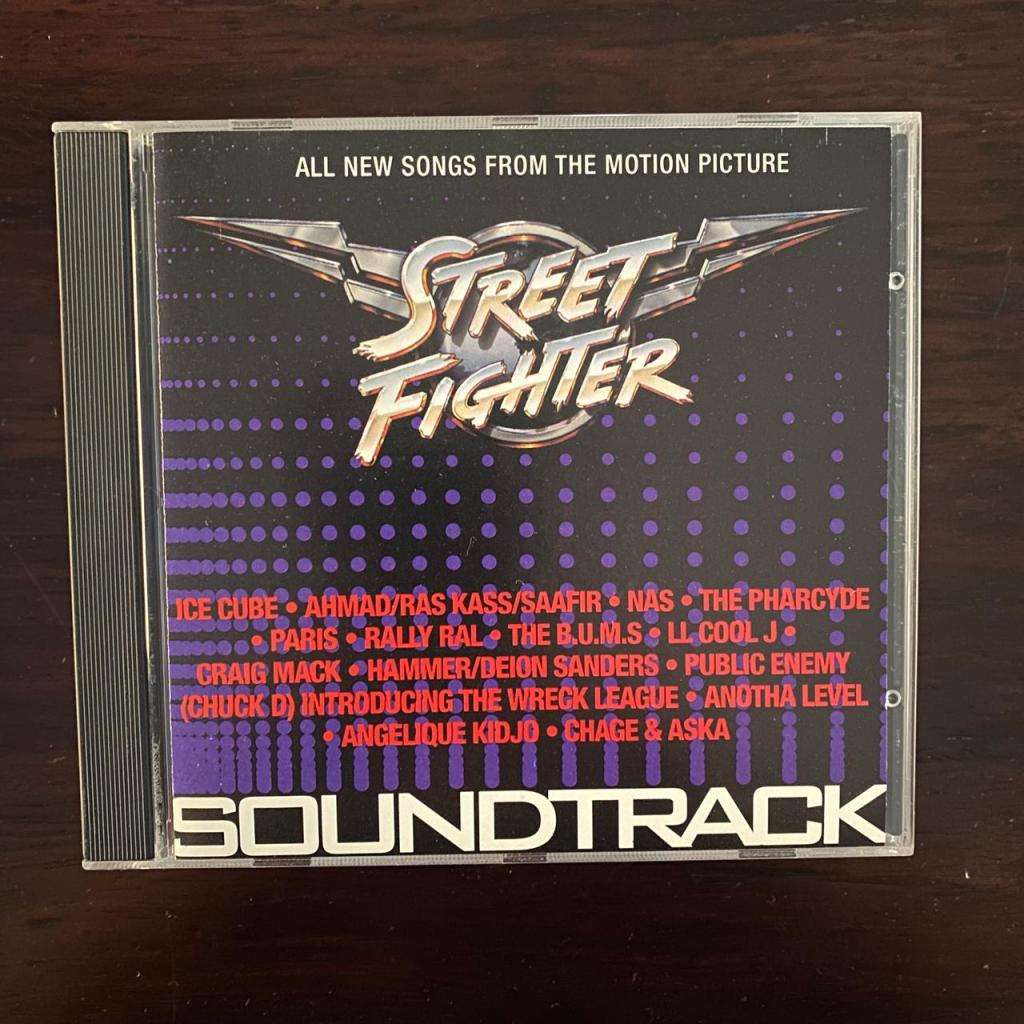 ALL NEW SONGS FROM THE MOTION PICTURE
STREET
FIGHTER
ICE CUBE • AHMAD/RAS KASS/SAAFIR • NAS • THE PHARCYDE
• PARIS • RALLY RAL • THE B.U.M.S • LL COOL J •
CRAIG MACK • HAMMER/DEION SANDERS • PUBLIC ENEMY
(CHUCK D) INTRODUCING THE WRECK LEAGUE • ANOTHA LEVEL
• ANGELIQUE KIDJO • CHAGE & ASKA
SOUNDTRACK